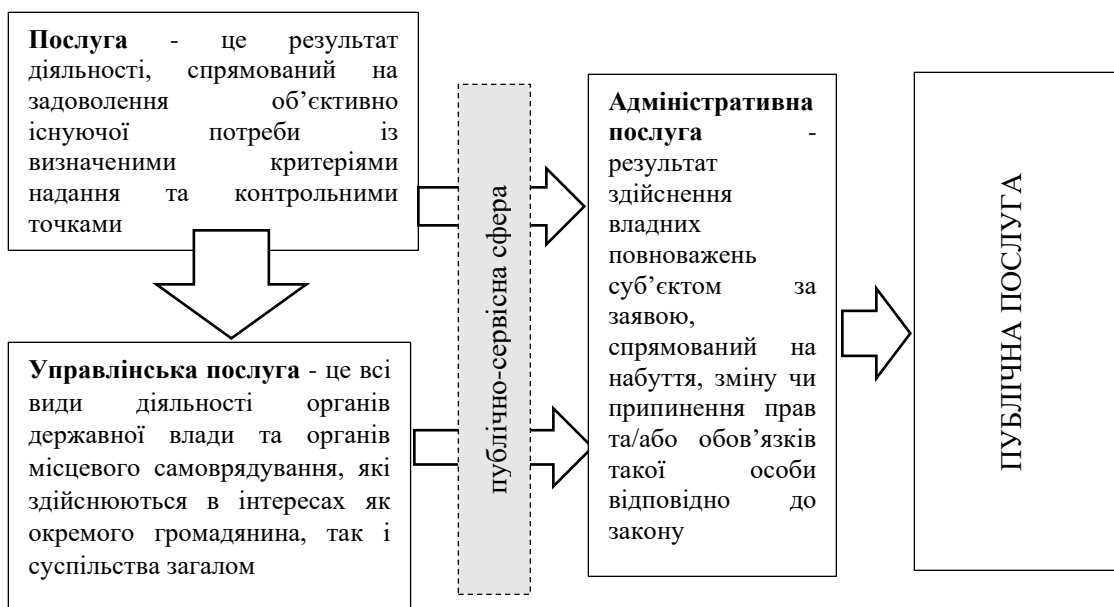 Послуга - це результат
діяльності, спрямований на
задоволення об’єктивно
існуючої потреби із
визначеними критеріями
надання та контрольними
точками
Управлінська послуга - це всі
види діяльності органів
державної влади та органів
місцевого самоврядування, які
здійснюються в інтересах як
окремого громадянина, так і
суспільства загалом
публічно-сервісна сфера
Адміністративна
послуга -
результат
здійснення
владних
повноважень
суб’єктом за
заявою,
спрямований на
набуття, зміну чи
припинення прав
та/або обов’язків
такої особи
відповідно до
закону
ПУБЛІЧНА ПОСЛУГА